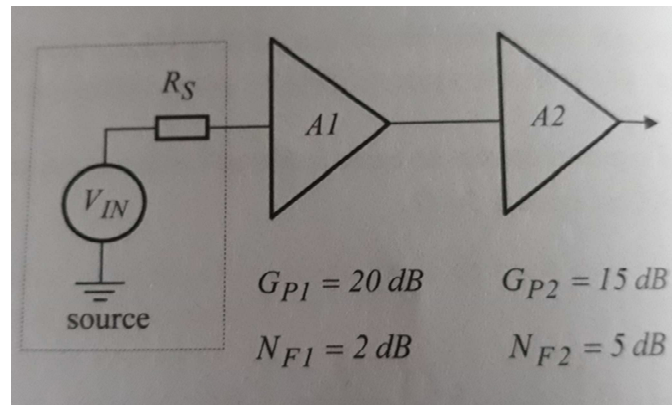 R_S
A1
A2
V_IN
source
G_P1 = 20 dB
G_P2 = 15 dB
N_F1 = 2 dB
N_F2 = 5 dB